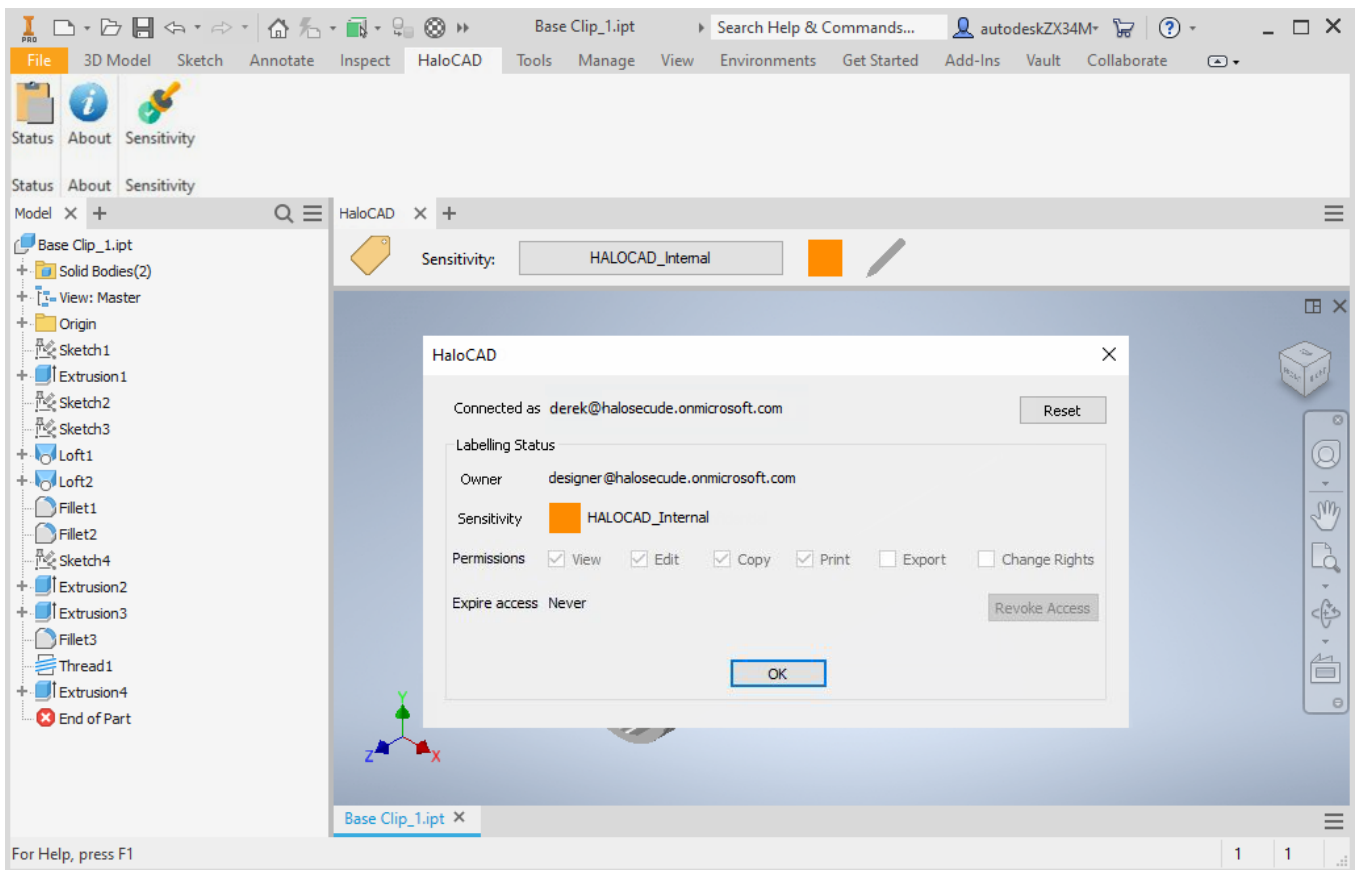 PRO Base Clip_1.ipt Search Help & Commands... autodeskZX34M
File 3D Model Sketch Annotate Inspect HaloCAD Tools Manage View Environments Get Started Add-Ins Vault Collaborate
Status About Sensitivity
Status About Sensitivity
Model HaloCAD
Base Clip_1.ipt
Sensitivity: HALOCAD_Internal
Solid Bodies(2)
View: Master
Origin
Sketch1
Extrusion1
Sketch2
Sketch3
Loft1
Loft2
Fillet1
Fillet2
Sketch4
Extrusion2
Extrusion3
Fillet3
Thread1
Extrusion4
End of Part
HaloCAD
Connected as derek@halosecude.onmicrosoft.com Reset
Labelling Status
Owner designer@halosecude.onmicrosoft.com
Sensitivity HALOCAD_Internal
Permissions View Edit Copy Print Export Change Rights
Expire access Never Revoke Access
OK
Y
Z X
Base Clip_1.ipt
For Help, press F1 1 1